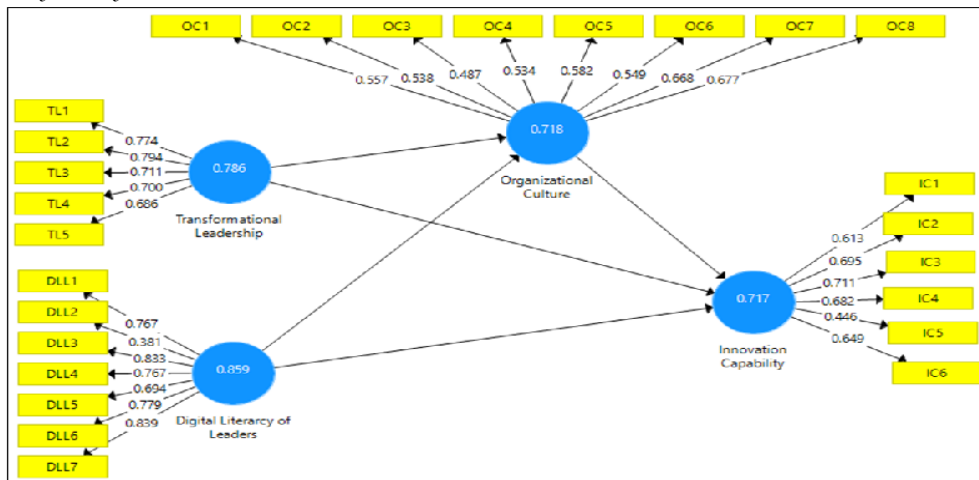 OC1 OC2 OC3 OC4 OC5 OC6 OC7 OC8
0.557 0.538 0.487 0.534 0.582 0.549 0.668 0.677
TL1
TL2
TL3
TL4
TL5
0.774
0.794
0.711
0.700
0.686
0.786
Transformational
Leadership
0.718
Organizational
Culture
DLL1
DLL2
DLL3
DLL4
DLL5
DLL6
DLL7
0.767
0.381
0.833
0.767
0.694
0.779
0.839
0.859
Digital Literarcy of
Leaders
0.717
Innovation
Capability
0.613
0.695
0.711
0.682
0.446
0.649
IC1
IC2
IC3
IC4
IC5
IC6